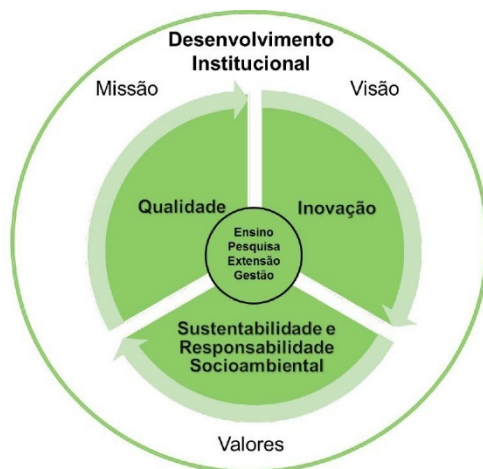 Desenvolvimento
Institucional
Missão
Visão
Qualidade
Inovação
Ensino
Pesquisa
Extensão
Gestão
Sustentabilidade e
Responsabilidade
Socioambiental
Valores